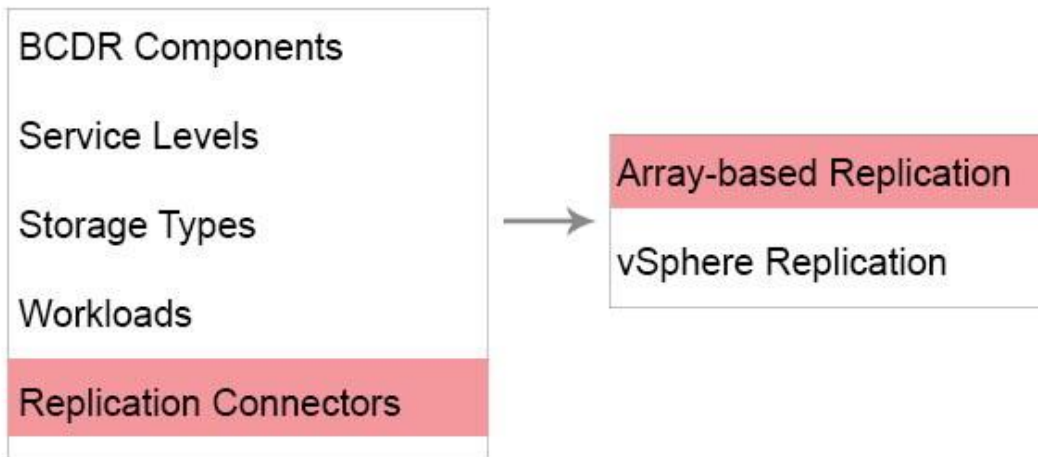 BCDR Components
Service Levels
Storage Types
Workloads
Replication Connectors
Array-based Replication
vSphere Replication